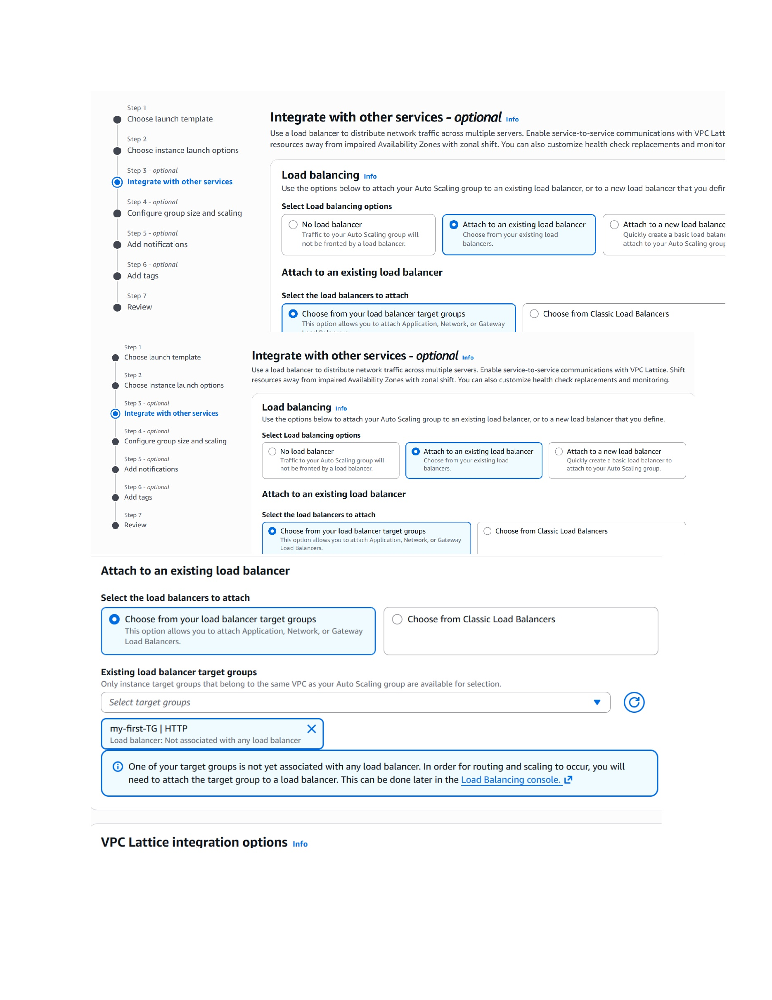 Step 1
Choose launch template
Step 2
Choose instance launch options
Step 3 - optional
Integrate with other services
Step 4 - optional
Configure group size and scaling
Step 5 - optional
Add notifications
Step 6 - optional
Add tags
Step 7
Review
Integrate with other services - optional Info
Use a load balancer to distribute network traffic across multiple servers. Enable service-to-service communications with VPC Latt
resources away from impaired Availability Zones with zonal shift. You can also customize health check replacements and monitor
Load balancing Info
Use the options below to attach your Auto Scaling group to an existing load balancer, or to a new load balancer that you defin
Select Load balancing options
No load balancer
Traffic to your Auto Scaling group will
not be fronted by a load balancer.
Attach to an existing load balancer
Choose from your existing load
balancers.
Attach to a new load balance
Quickly create a basic load balanc
attach to your Auto Scaling group
Attach to an existing load balancer
Select the load balancers to attach
Choose from your load balancer target groups
This option allows you to attach Application, Network, or Gateway
Load Balancers.
Choose from Classic Load Balancers
Step 1
Choose launch template
Step 2
Choose instance launch options
Step 3 - optional
Integrate with other services
Step 4 - optional
Configure group size and scaling
Step 5 - optional
Add notifications
Step 6 - optional
Add tags
Step 7
Review
Integrate with other services - optional Info
Use a load balancer to distribute network traffic across multiple servers. Enable service-to-service communications with VPC Lattice. Shift
resources away from impaired Availability Zones with zonal shift. You can also customize health check replacements and monitoring.
Load balancing Info
Use the options below to attach your Auto Scaling group to an existing load balancer, or to a new load balancer that you define.
Select Load balancing options
No load balancer
Traffic to your Auto Scaling group will
not be fronted by a load balancer.
Attach to an existing load balancer
Choose from your existing load
balancers.
Attach to a new load balancer
Quickly create a basic load balancer to
attach to your Auto Scaling group.
Attach to an existing load balancer
Select the load balancers to attach
Choose from your load balancer target groups
This option allows you to attach Application, Network, or Gateway
Load Balancers.
Choose from Classic Load Balancers
Attach to an existing load balancer
Select the load balancers to attach
Choose from your load balancer target groups
This option allows you to attach Application, Network, or Gateway
Load Balancers.
Choose from Classic Load Balancers
Existing load balancer target groups
Only instance target groups that belong to the same VPC as your Auto Scaling group are available for selection.
Select target groups
my-first-TG | HTTP
Load balancer: Not associated with any load balancer
One of your target groups is not yet associated with any load balancer. In order for routing and scaling to occur, you will
need to attach the target group to a load balancer. This can be done later in the Load Balancing console.
VPC Lattice integration options Info